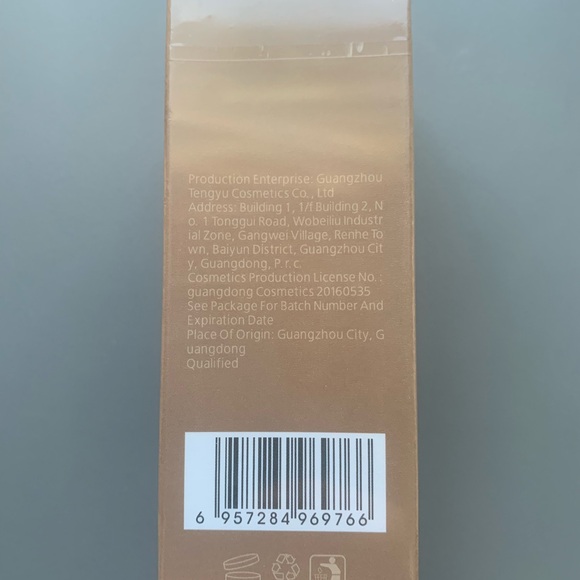 Production Enterprise: Guangzhou
Tengyu Cosmetics Co., Ltd
Address: Building 1, 1/f Building 2, N
o. 1 Tonggui Road, Wobeiliu Industr
ial Zone, Gangwei Village, Renhe To
wn, Baiyun District, Guangzhou Cit
y, Guangdong, P. r. c.
Cosmetics Production License No. :
guangdong Cosmetics 20160535
See Package For Batch Number And
Expiration Date
Place Of Origin: Guangzhou City, G
uangdong
Qualified
6 957284 969766